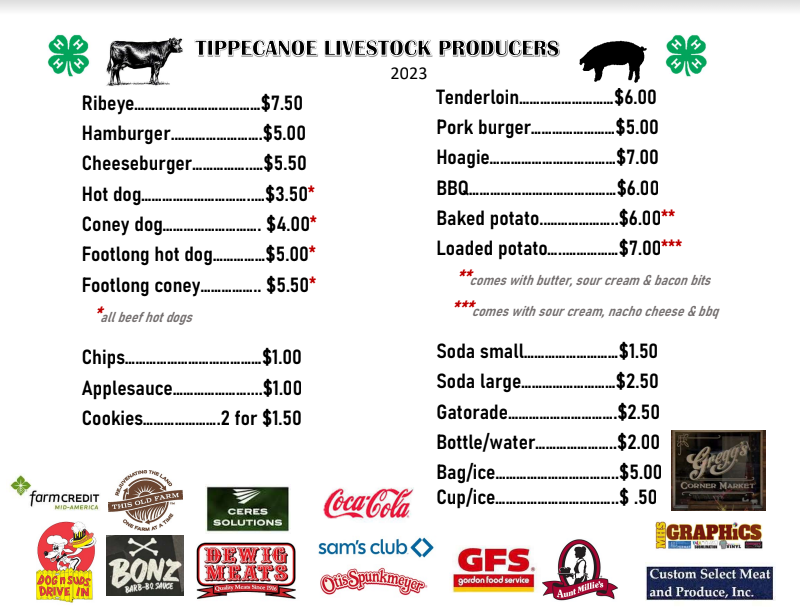 TIPPECANOE LIVESTOCK PRODUCERS
2023
Ribeye……………………………$7.50
Hamburger……………………$5.00
Cheeseburger………………$5.50
Hot dog…………………………$3.50*
Coney dog……………………. $4.00*
Footlong hot dog…………$5.00*
Footlong coney…………….. $5.50*
*all beef hot dogs
Chips………………………………$1.00
Applesauce……………………$1.00
Cookies………………….2 for $1.50
Tenderloin……………………$6.00
Pork burger…………………$5.00
Hoagie……………………………$7.00
BBQ…………………………………$6.00
Baked potato………………..$6.00**
Loaded potato………………$7.00***
**comes with butter, sour cream & bacon bits
***comes with sour cream, nacho cheese & bbq
Soda small……………………$1.50
Soda large……………………$2.50
Gatorade……………………….$2.50
Bottle/water………………..$2.00
Bag/ice…………………………..$5.00
Cup/ice…………………………..$ .50
H H H H
H H H H
farmCREDIT
MID-AMERICA
REJUVENATING THE LAND
THIS OLD FARM
ONE FARM AT A TIME
CERES
SOLUTIONS
Coca-Cola
Gregg's
CORNER MARKET
DOG n SUDS
DRIVE IN
BONZ
BARB-BQ SAUCE
DEWIG
MEATS
Quality Meats Since 1916
sam's club
Otis Spunkmeyer
GFS
gordon food service
Aunt Millie's
MHS
GRAPHiCS
Custom Select Meat
and Produce, Inc.